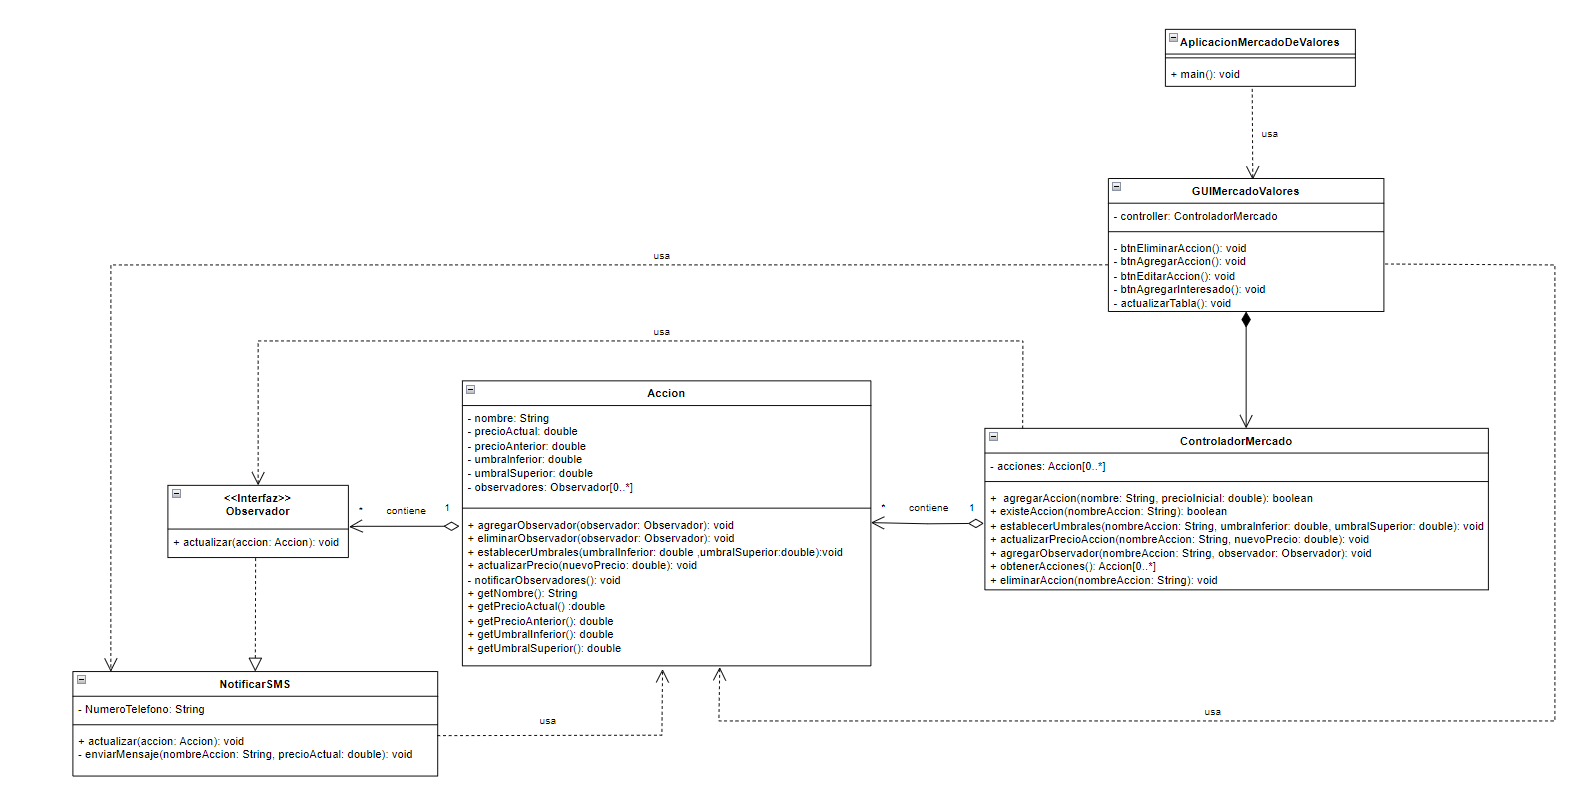 AplicacionMercadoDeValores
+ main(): void
usa
GUIMercadoValores
- controller: ControladorMercado
- btnEliminarAccion(): void
- btnAgregarAccion(): void
- btnEditarAccion(): void
- btnAgregarInteresado(): void
- actualizarTabla(): void
usa
usa
Accion
- nombre: String
- precioActual: double
- precioAnterior: double
- umbraInferior: double
- umbralSuperior: double
- observadores: Observador[0..*]
+ agregarObservador(observador: Observador): void
+ eliminarObservador(observador: Observador): void
+ establecerUmbrales(umbralInferior: double ,umbralSuperior:double):void
+ actualizarPrecio(nuevoPrecio: double): void
- notificarObservadores(): void
+ getNombre(): String
+ getPrecioActual() :double
+ getPrecioAnterior(): double
+ getUmbralInferior(): double
+ getUmbralSuperior(): double
ControladorMercado
- acciones: Accion[0..*]
+ agregarAccion(nombre: String, precioInicial: double): boolean
+ existeAccion(nombreAccion: String): boolean
+ establecerUmbrales(nombreAccion: String, umbraInferior: double, umbralSuperior: double): void
+ actualizarPrecioAccion(nombreAccion: String, nuevoPrecio: double): void
+ agregarObservador(nombreAccion: String, observador: Observador): void
+ obtenerAcciones(): Accion[0..*]
+ eliminarAccion(nombreAccion: String): void
* contiene 1
<<Interfaz>>
Observador
+ actualizar(accion: Accion): void
* contiene 1
NotificarSMS
- NumeroTelefono: String
+ actualizar(accion: Accion): void
- enviarMensaje(nombreAccion: String, precioActual: double): void
usa
usa